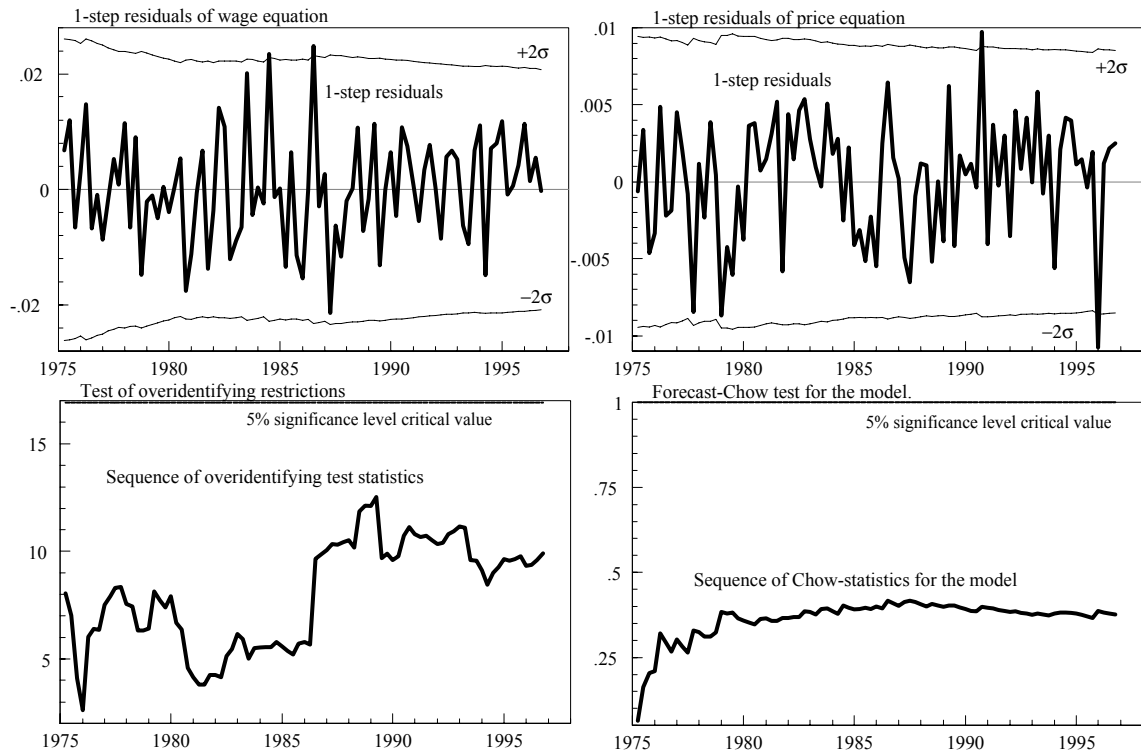 1-step residuals of wage equation
.02
0
-.02
+2σ
1-step residuals
−2σ
1975 1980 1985 1990 1995
1-step residuals of price equation
.01
.005
0
-.005
-.01
+2σ
1-step residuals
−2σ
1975 1980 1985 1990 1995
Test of overidentifying restrictions
15
10
5
5% significance level critical value
Sequence of overidentifying test statistics
1975 1980 1985 1990 1995
Forecast-Chow test for the model.
1
.75
.5
.25
5% significance level critical value
Sequence of Chow-statistics for the model
1975 1980 1985 1990 1995